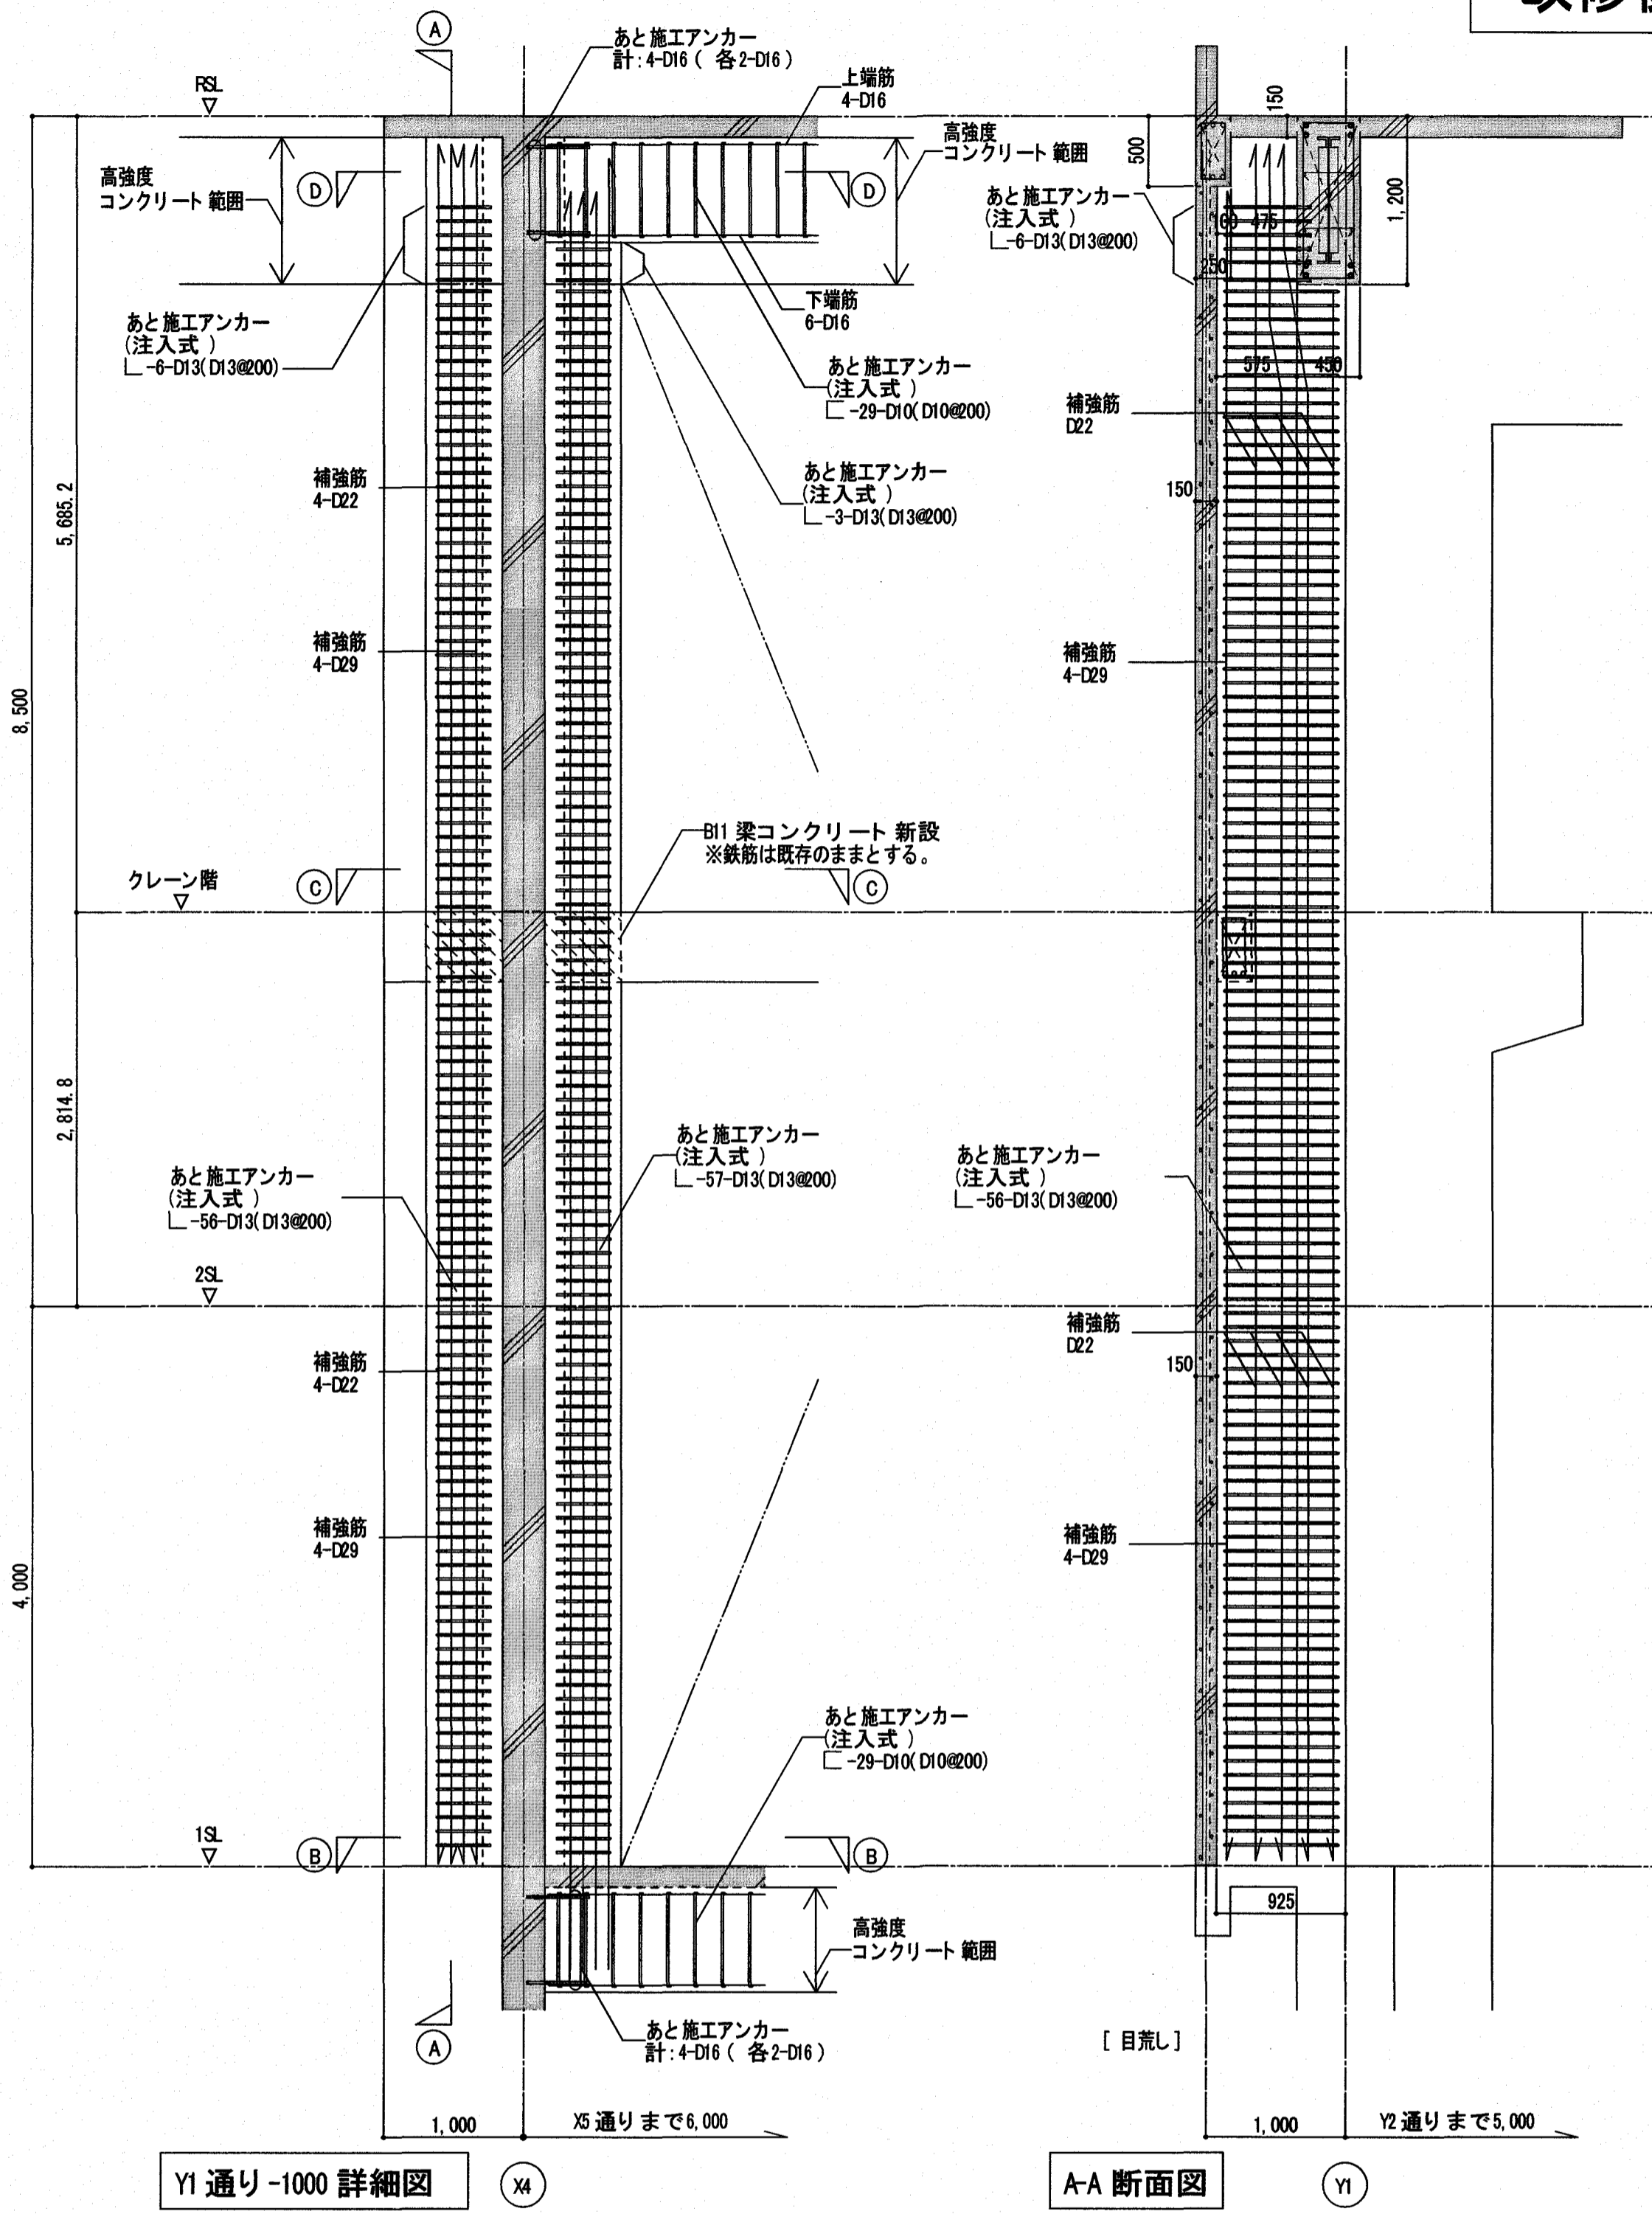 A
あと施工アンカー
計:4-D16 ( 各2-D16 )
RSL
上端筋
4-D16
高強度
コンクリート 範囲
D
D
高強度
コンクリート 範囲
あと施工アンカー
(注入式 )
-6-D13(D13@200)
下端筋
6-D16
あと施工アンカー
(注入式 )
-29-D10(D10@200)
補強筋
4-D22
あと施工アンカー
(注入式 )
-3-D13(D13@200)
5,685.2
補強筋
4-D29
8,500
B11 梁コンクリート 新設
※鉄筋は既存のままとする。
クレーン階
C
C
2,814.8
あと施工アンカー
(注入式 )
-57-D13(D13@200)
あと施工アンカー
(注入式 )
-56-D13(D13@200)
2SL
補強筋
4-D22
補強筋
4-D29
4,000
あと施工アンカー
(注入式 )
-29-D10(D10@200)
1SL
B
B
高強度
コンクリート 範囲
あと施工アンカー
計:4-D16 ( 各2-D16 )
A
1,000
X5 通りまで6,000
Y1 通り-1000 詳細図
X4
150
500
1,200
あと施工アンカー
(注入式 )
-6-D13(D13@200)
475
250
575
450
補強筋
D22
150
補強筋
4-D29
あと施工アンカー
(注入式 )
-56-D13(D13@200)
補強筋
D22
150
補強筋
4-D29
925
[ 目荒し ]
1,000
Y2 通りまで5,000
A-A 断面図
Y1